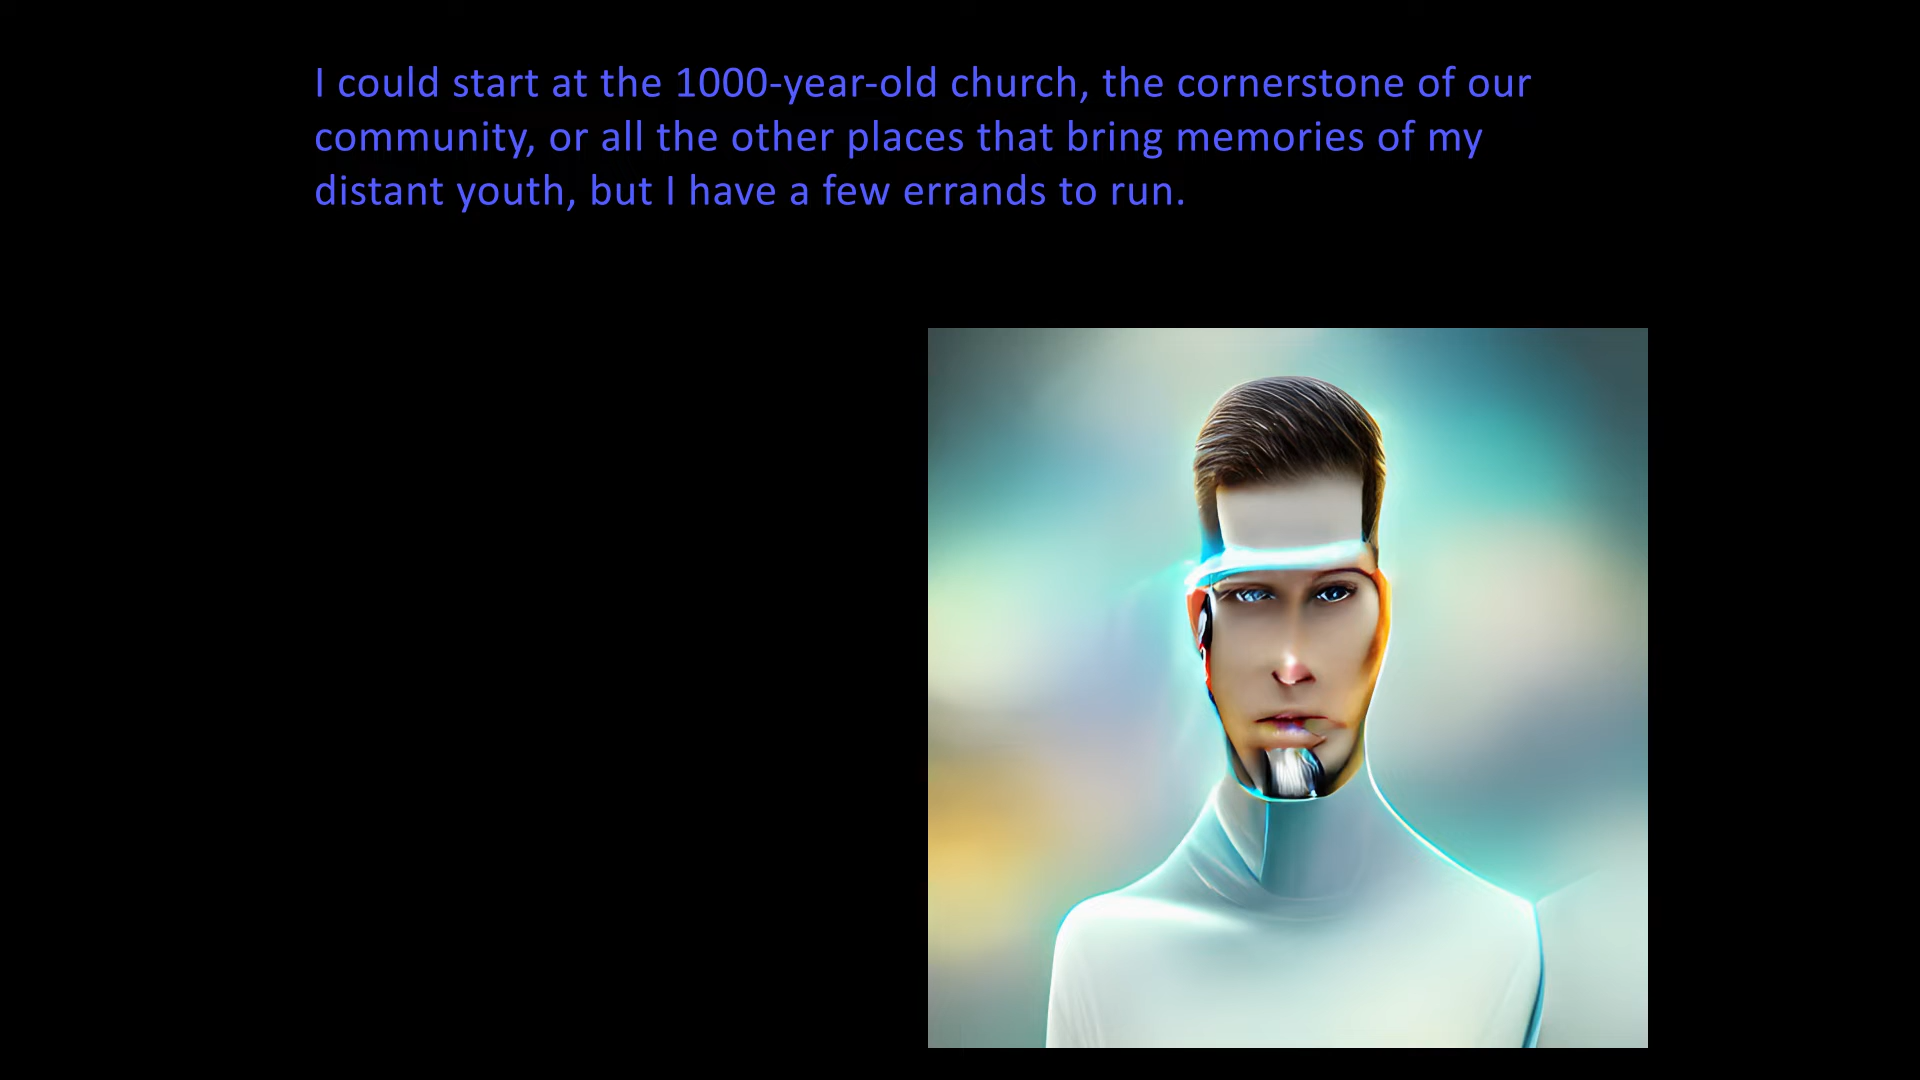 I could start at the 1000-year-old church, the cornerstone of our
community, or all the other places that bring memories of my
distant youth, but I have a few errands to run.